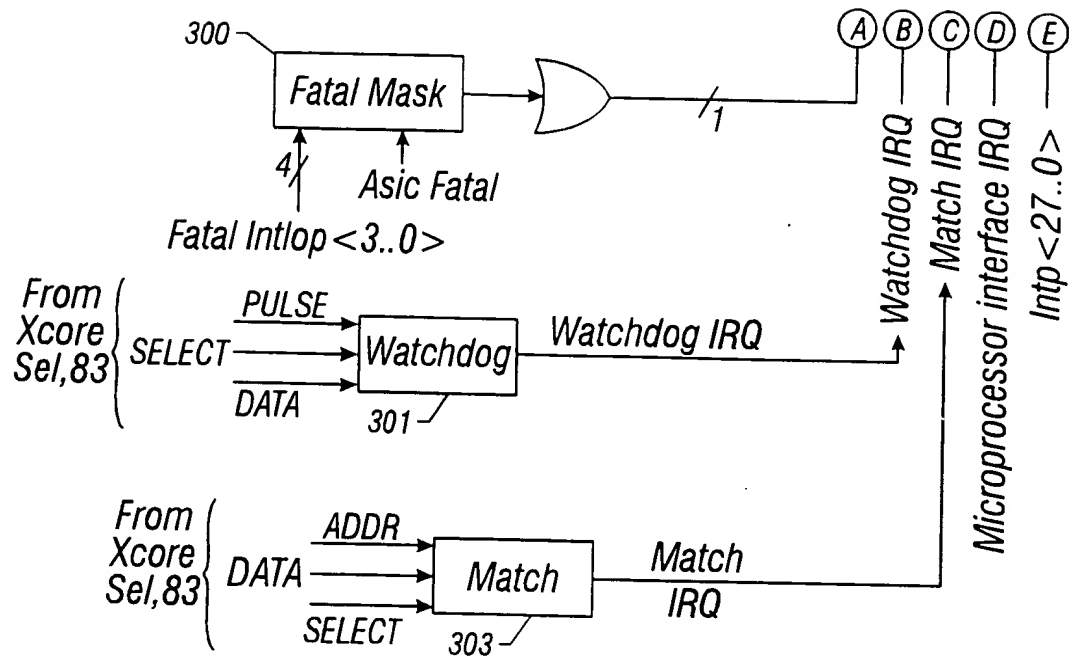 300
Fatal Mask
A B C D E
1
4
Asic Fatal
Fatal Intlop <3..0>
Watchdog IRQ
Match IRQ
Microprocessor interface IRQ
Intp <27..0>
From
Xcore
Sel,83
PULSE
SELECT
DATA
Watchdog
301
Watchdog IRQ
From
Xcore
Sel,83
ADDR
DATA
SELECT
Match
303
Match
IRQ